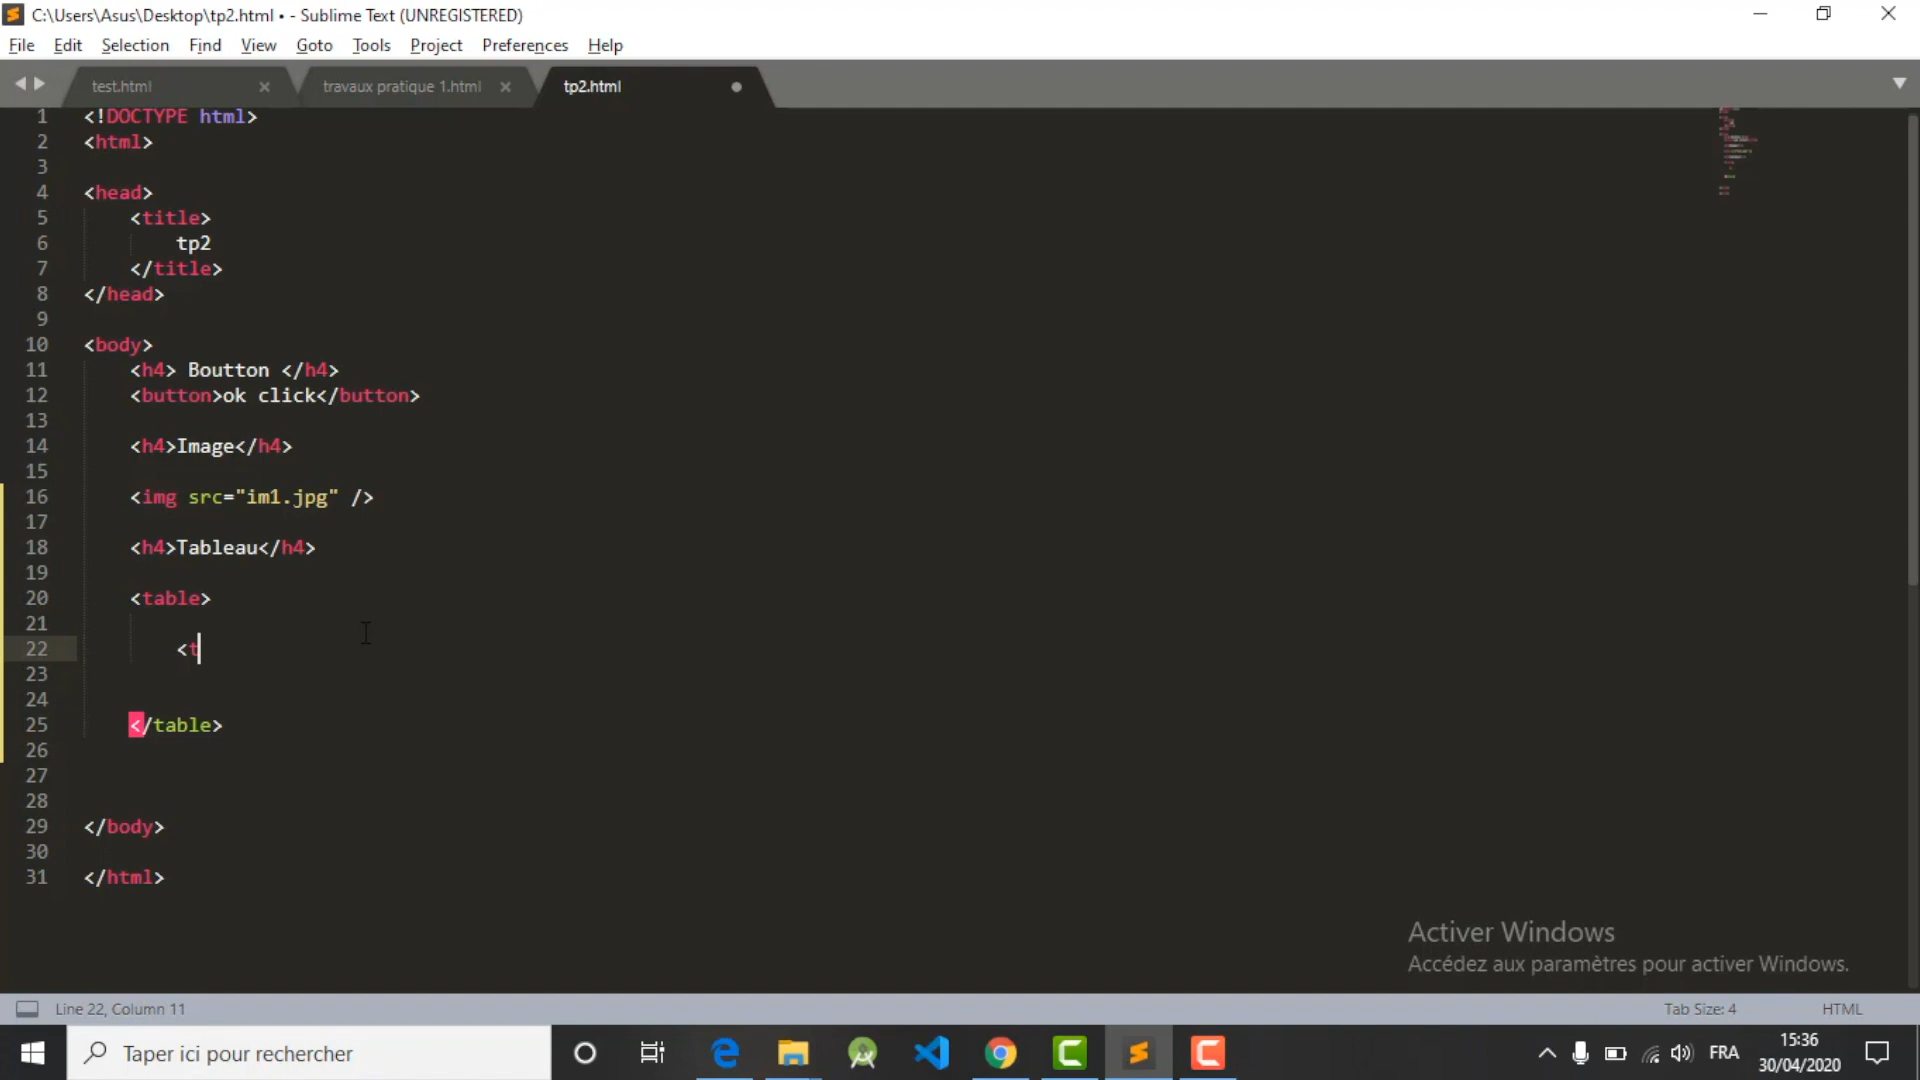 C:\Users\Asus\Desktop\tp2.html • - Sublime Text (UNREGISTERED)
File Edit Selection Find View Goto Tools Project Preferences Help
test.html travaux pratique 1.html tp2.html
1 <!DOCTYPE html>
2 <html>
3
4 <head>
5 <title>
6 tp2
7 </title>
8 </head>
9
10 <body>
11 <h4> Boutton </h4>
12 <button>ok click</button>
13
14 <h4>Image</h4>
15
16 <img src="im1.jpg" />
17
18 <h4>Tableau</h4>
19
20 <table>
21
22 <t
23
24
25 </table>
26
27
28
29 </body>
30
31 </html>
Activer Windows
Accédez aux paramètres pour activer Windows.
Line 22, Column 11 Tab Size: 4 HTML
Taper ici pour rechercher FRA 15:36
30/04/2020